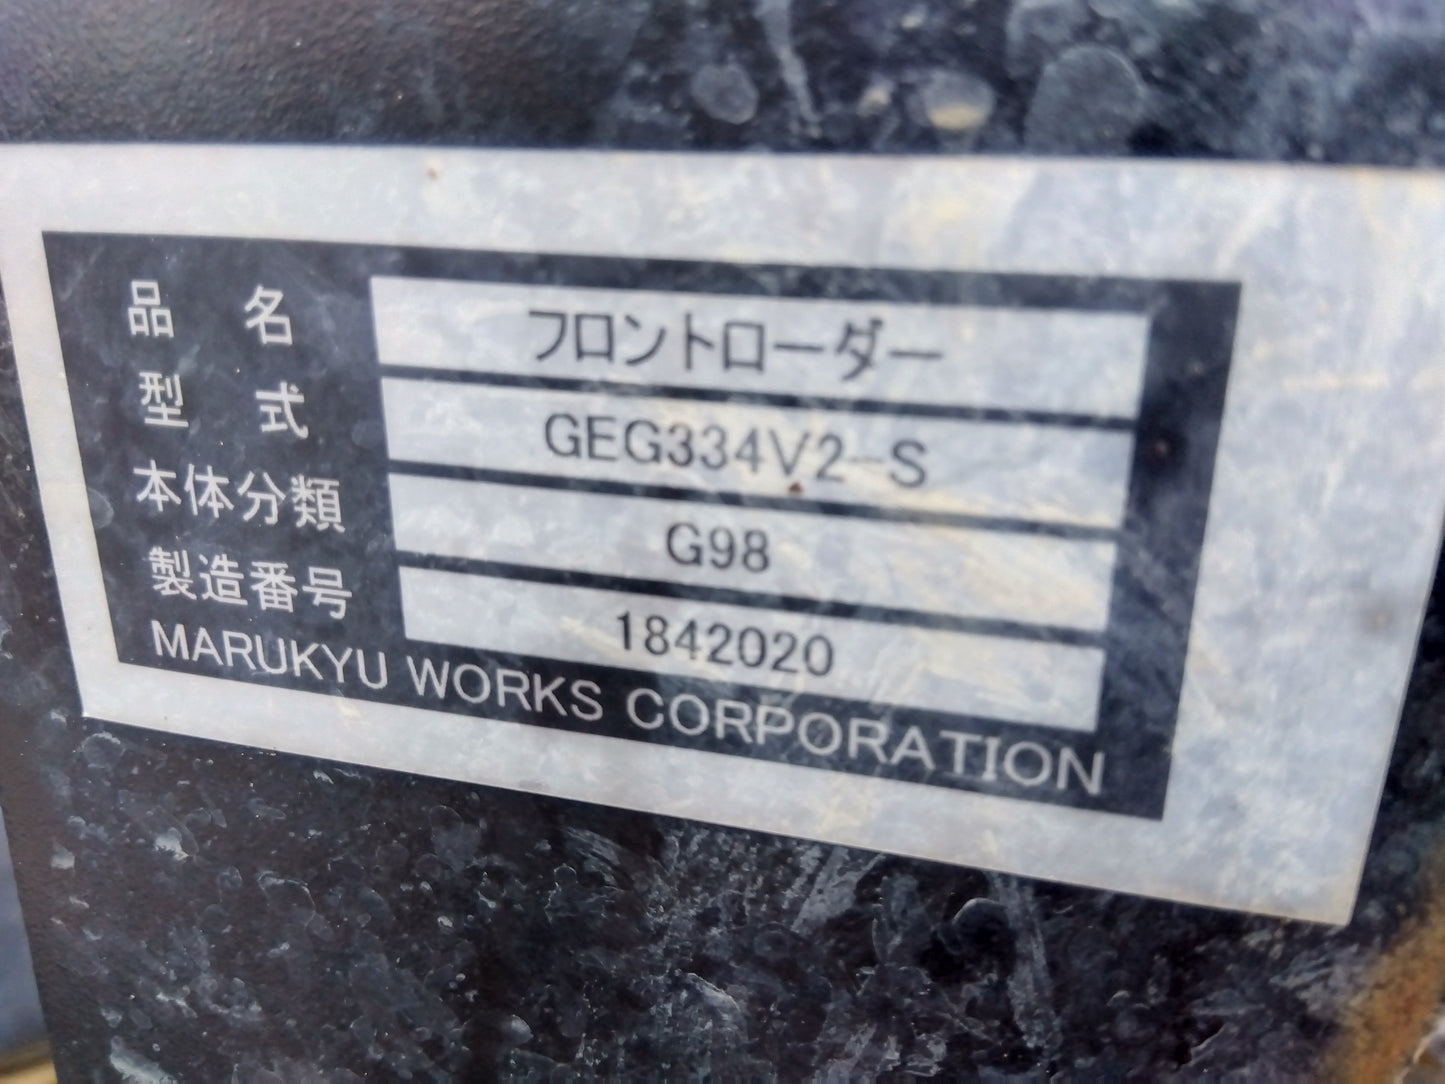 品名 フロントローダー
型式 GEG334V2-S
本体分類 G98
製造番号 1842020
MARUKYU WORKS CORPORATION